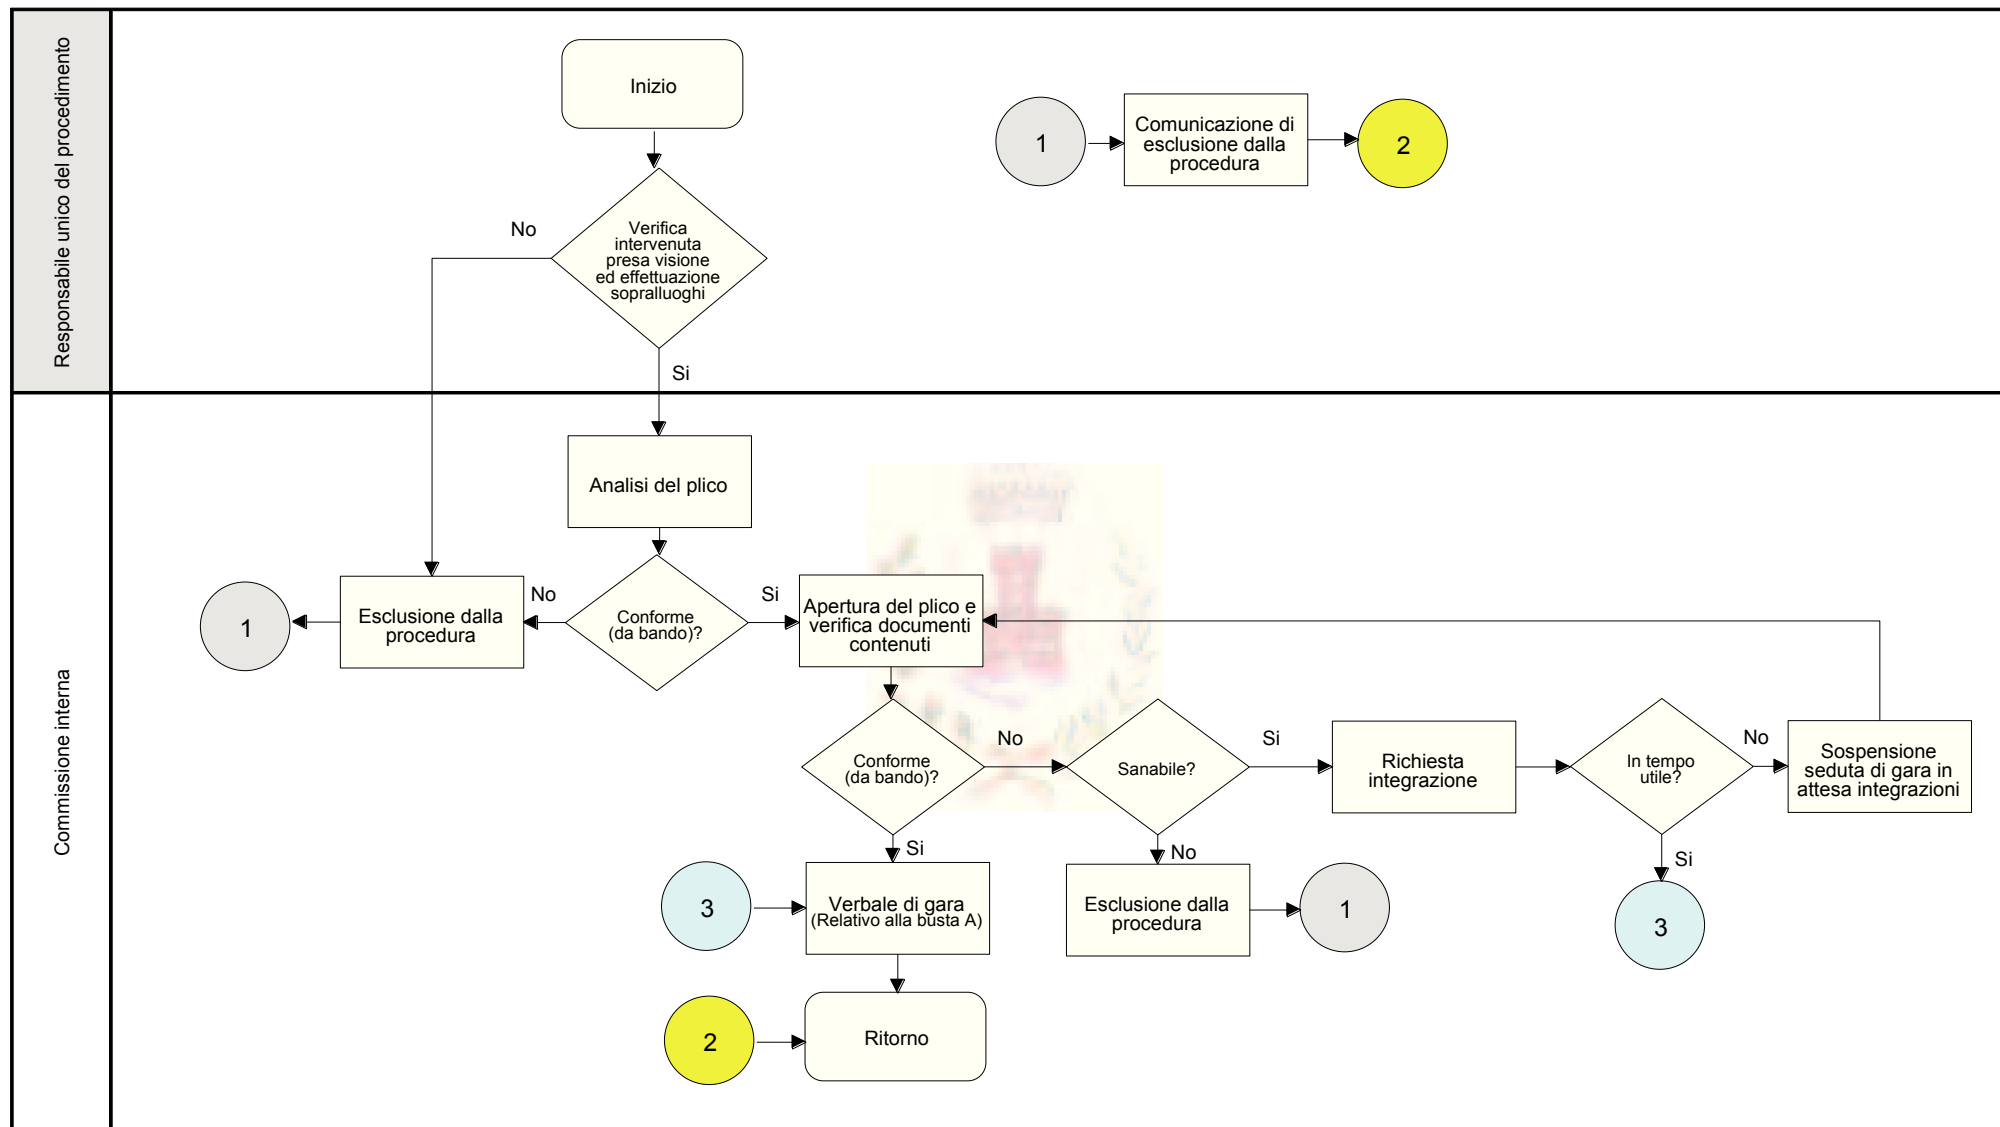 Responsabile unico del procedimento
Inizio
1
Comunicazione di
esclusione dalla
procedura
2
No
Verifica
intervenuta
presa visione
ed effettuazione
sopralluoghi
Si
Commissione interna
Analisi del plico
1
Esclusione dalla
procedura
No
Conforme
(da bando)?
Si
Apertura del plico e
verifica documenti
contenuti
Conforme
(da bando)?
No
Sanabile?
Si
Richiesta
integrazione
In tempo
utile?
No
Sospensione
seduta di gara in
attesa integrazioni
Si
No
Si
3
Verbale di gara
(Relativo alla busta A)
Esclusione dalla
procedura
1
3
2
Ritorno